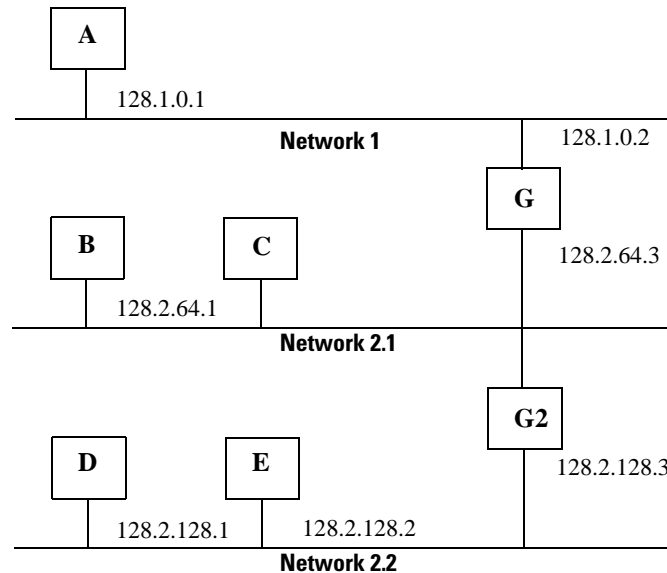 A
128.1.0.1
Network 1
128.1.0.2
G
B
C
128.2.64.3
128.2.64.1
Network 2.1
G2
D
E
128.2.128.3
128.2.128.1
128.2.128.2
Network 2.2